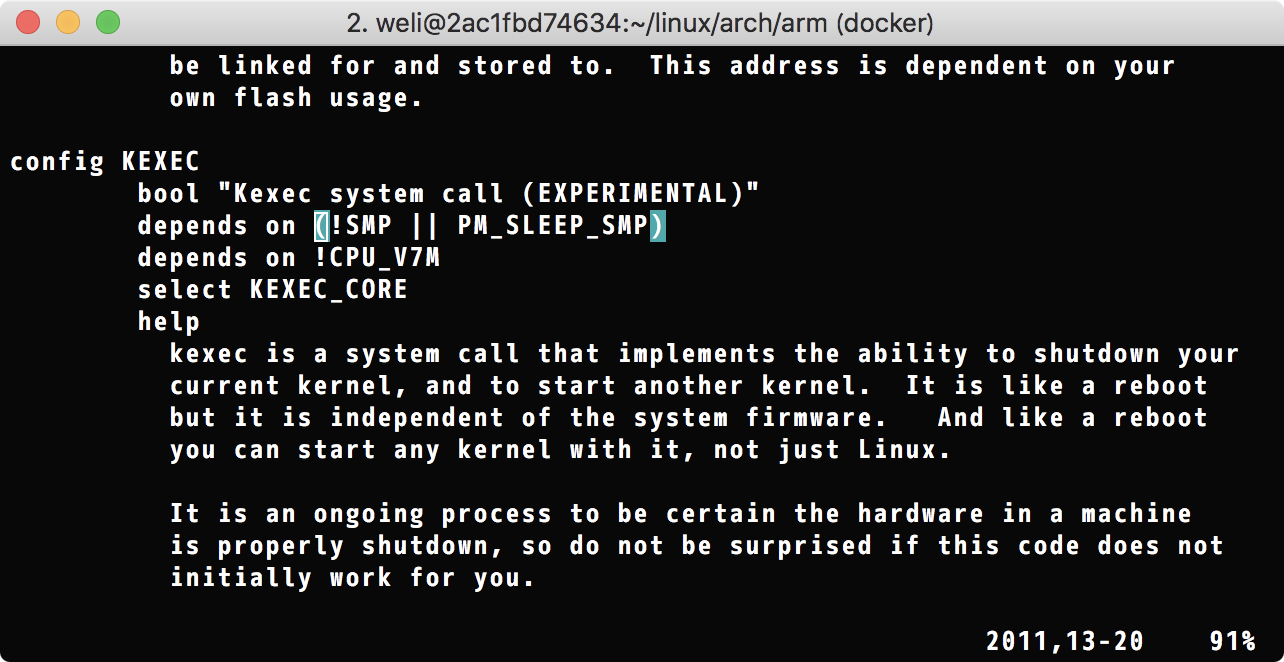 2. weli@2ac1fbd74634:~/linux/arch/arm (docker)
be linked for and stored to.  This address is dependent on your
own flash usage.
config KEXEC
bool "Kexec system call (EXPERIMENTAL)"
depends on (!SMP || PM_SLEEP_SMP)
depends on !CPU_V7M
select KEXEC_CORE
help
kexec is a system call that implements the ability to shutdown your
current kernel, and to start another kernel.  It is like a reboot
but it is independent of the system firmware.   And like a reboot
you can start any kernel with it, not just Linux.
It is an ongoing process to be certain the hardware in a machine
is properly shutdown, so do not be surprised if this code does not
initially work for you.
2011,13-20    91%